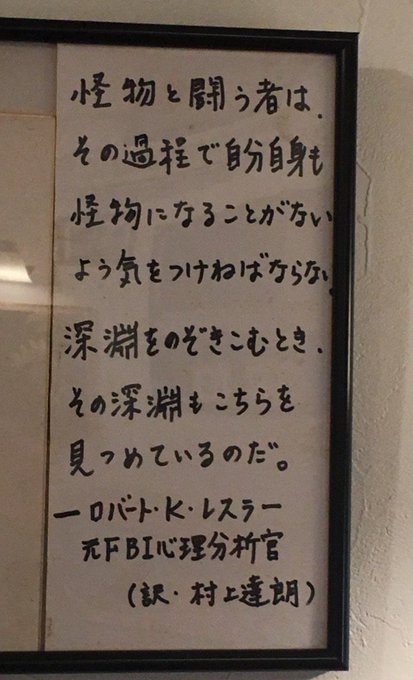 怪物と闘う者は、
その過程で自分自身も
怪物になることがない
よう気をつけねばならない。
深淵をのぞきこむとき、
その深淵もこちらを
見つめているのだ。
―ロバート・K・レスラー
元FBI心理分析官
(訳・村上達朗)